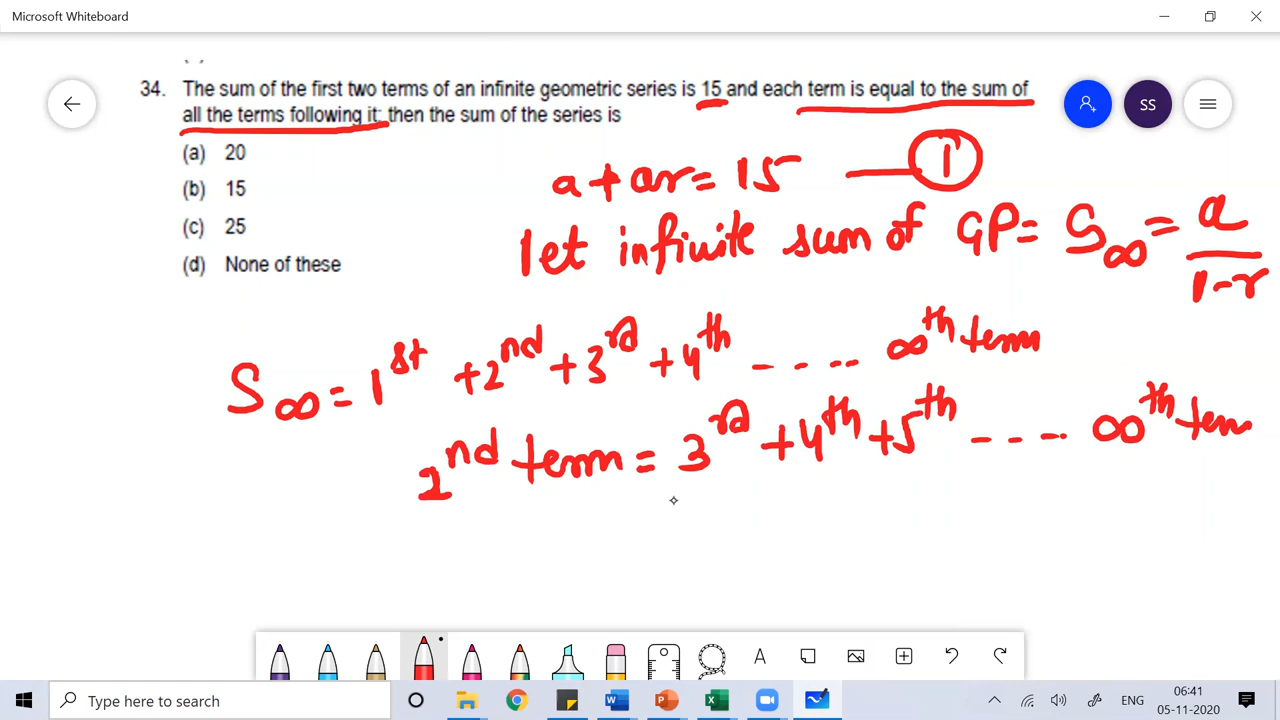 Microsoft Whiteboard
34. The sum of the first two terms of an infinite geometric series is 15 and each term is equal to the sum of
all the terms following it; then the sum of the series is
(a) 20
(b) 15
(c) 25
(d) None of these
SS
a + ar = 15 — 1
let infinite sum of GP = S∞ = a/1-r
S∞ = 1st + 2nd + 3rd + 4th ---- ∞th term
2nd term = 3rd + 4th + 5th ---- ∞th term
A
Type here to search
ENG
06:41
05-11-2020